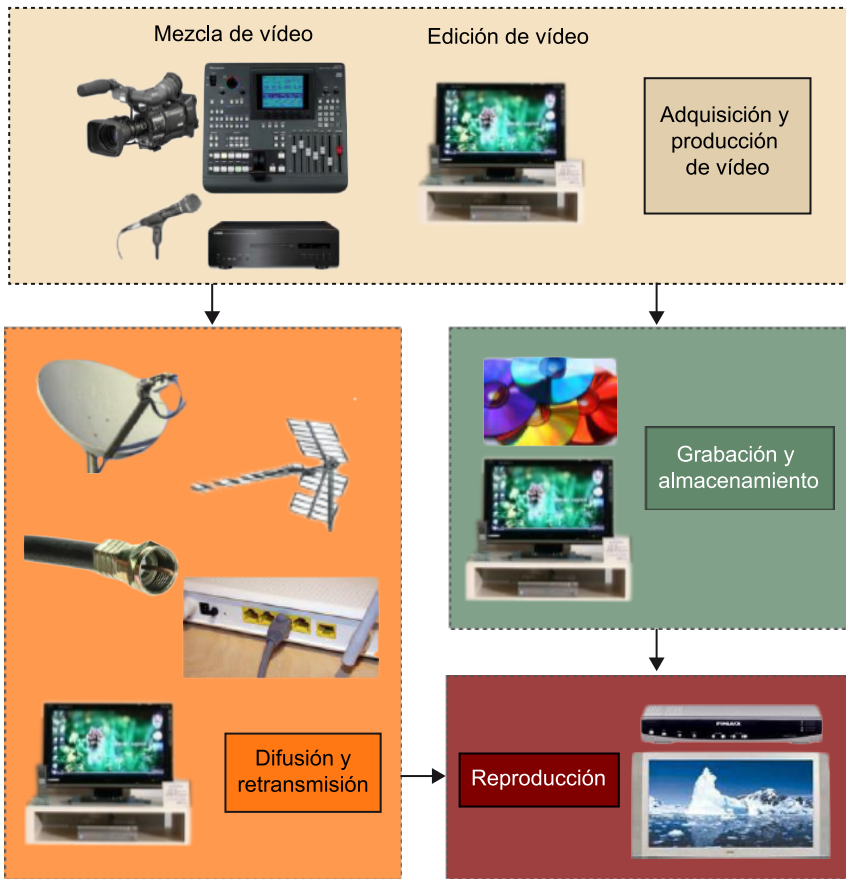 Mezcla de vídeo
Edición de vídeo
Adquisición y
producción
de vídeo
Grabación y
almacenamiento
Difusión y
retransmisión
Reproducción